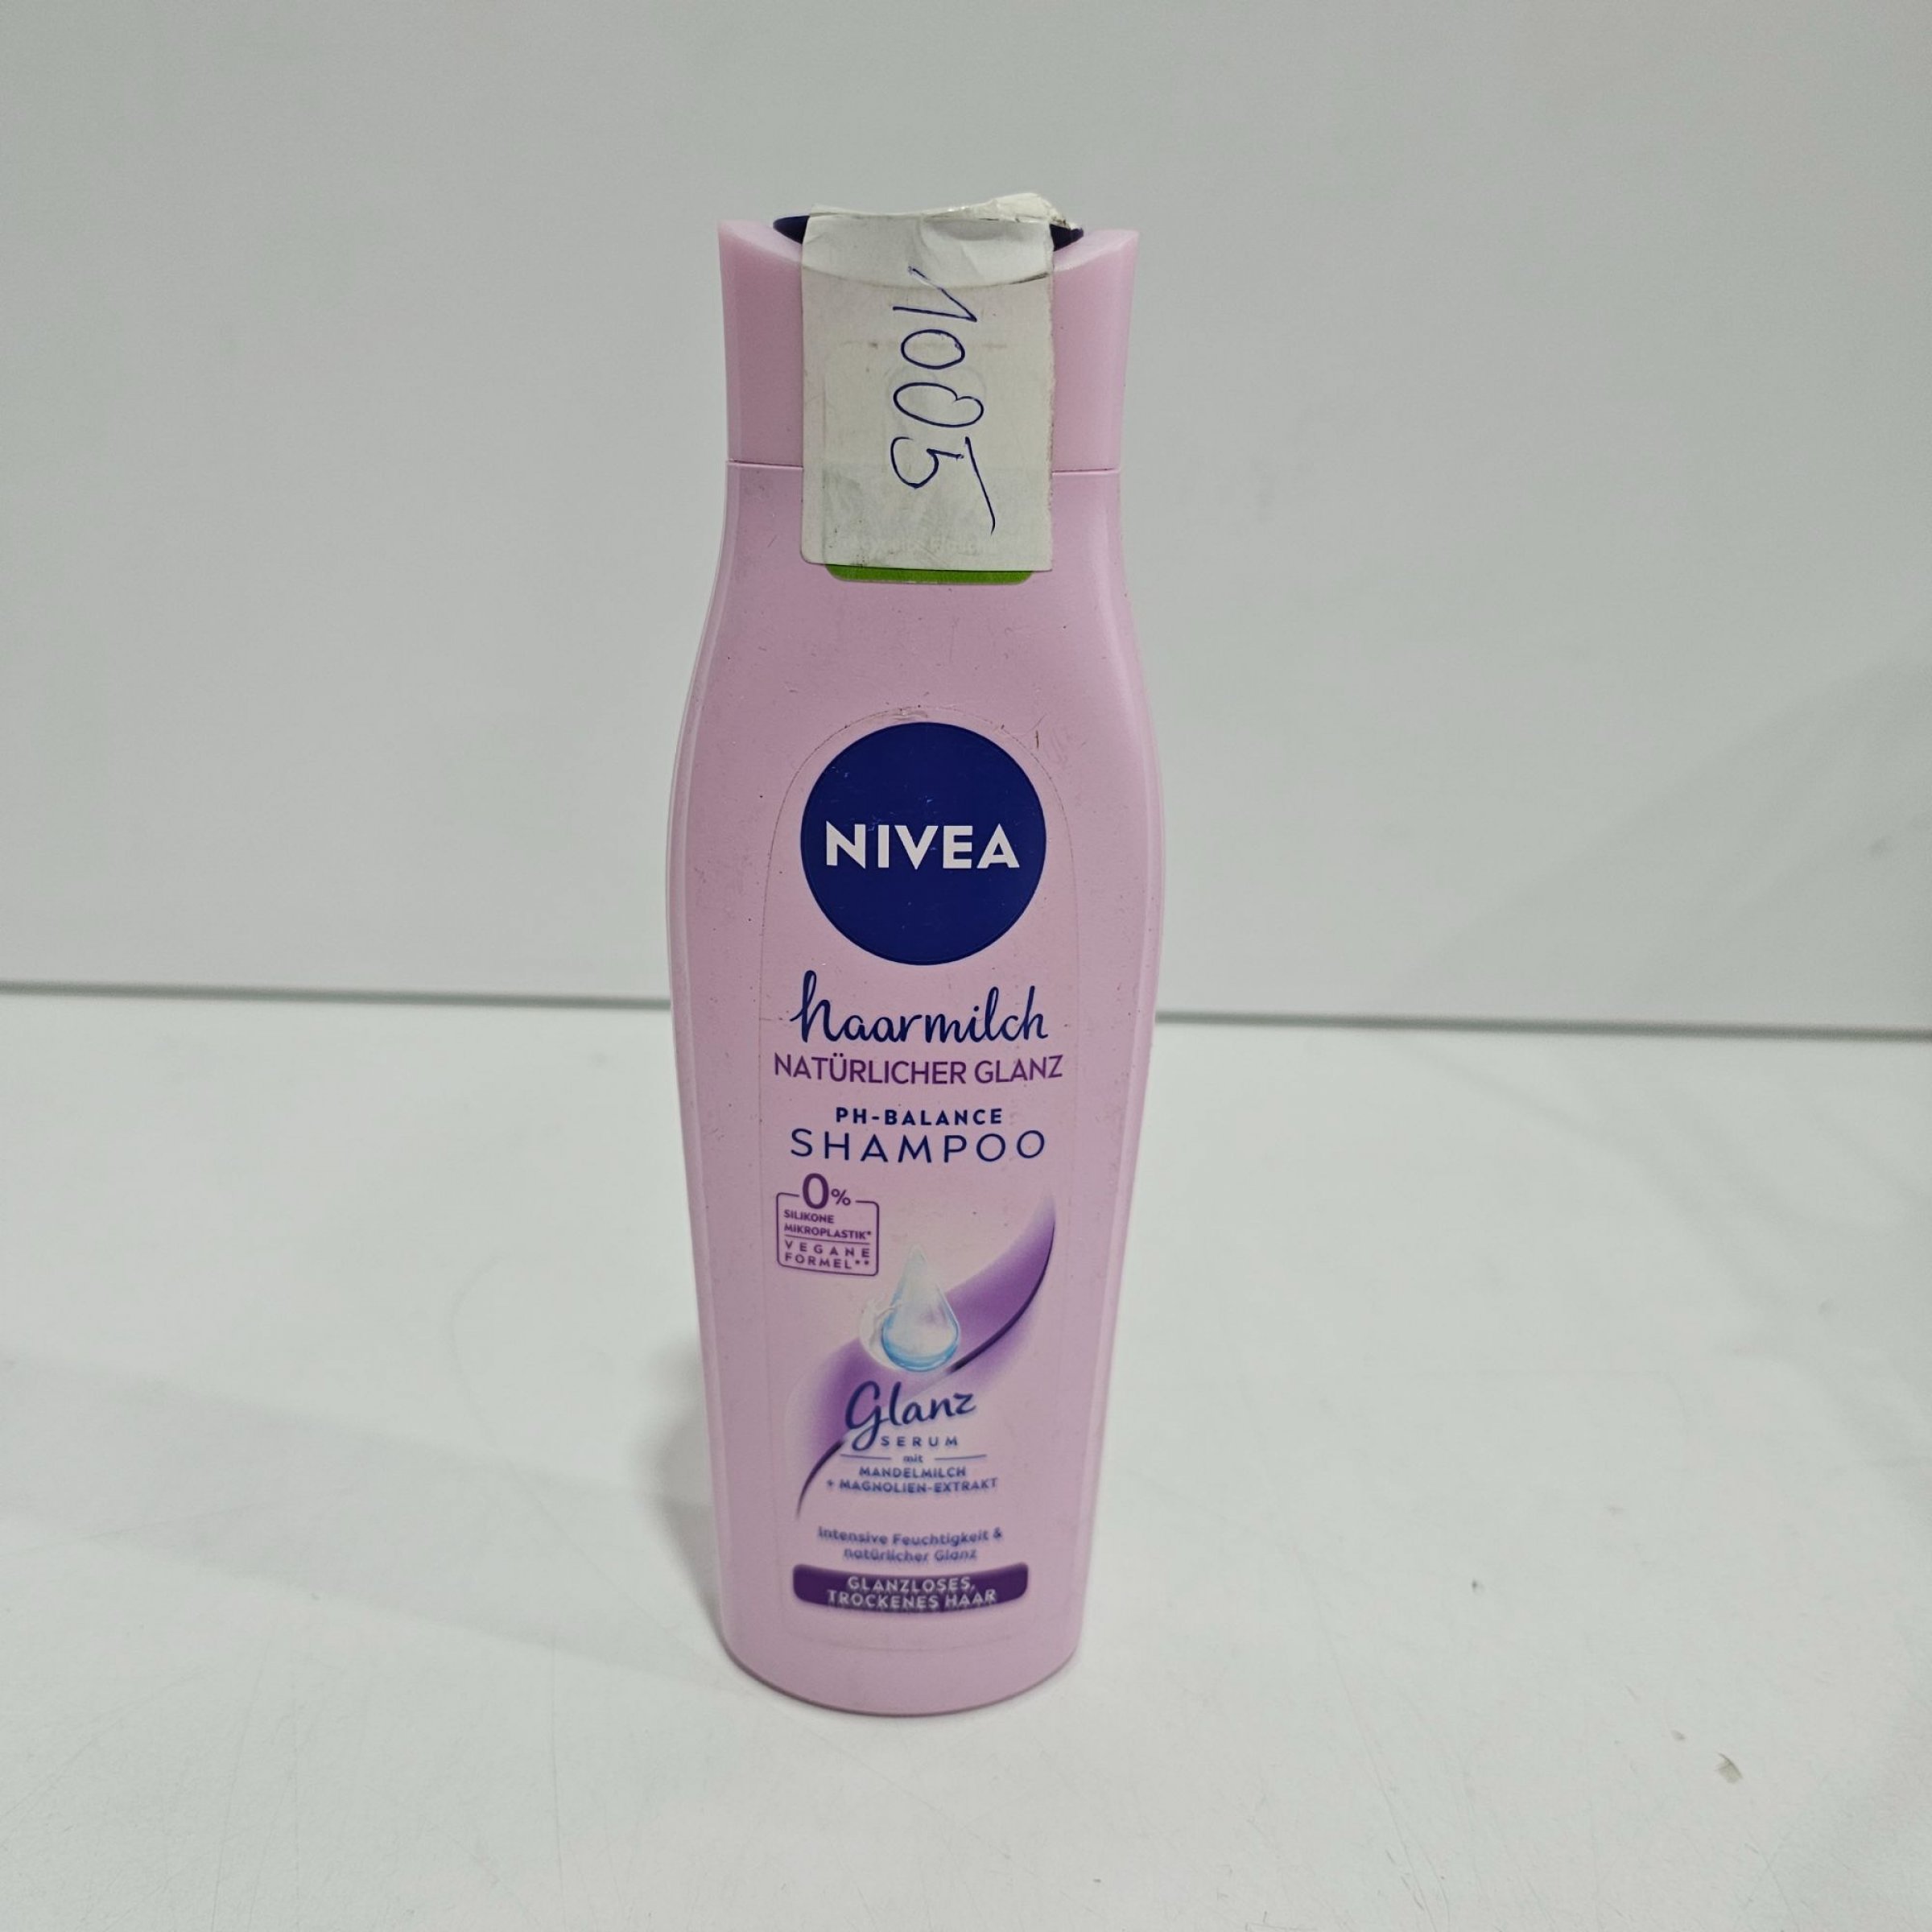 1005
NIVEA
haarmilch
NATÜRLICHER GLANZ
PH-BALANCE
SHAMPOO
0%
SILIKONE
MIKROPLASTIK*
VEGANE
FORMEL**
Glanz
SERUM
mit
MANDELMILCH
+ MAGNOLIEN-EXTRAKT
Intensive Feuchtigkeit &
natürlicher Glanz
GLANZLOSES,
TROCKENES HAAR